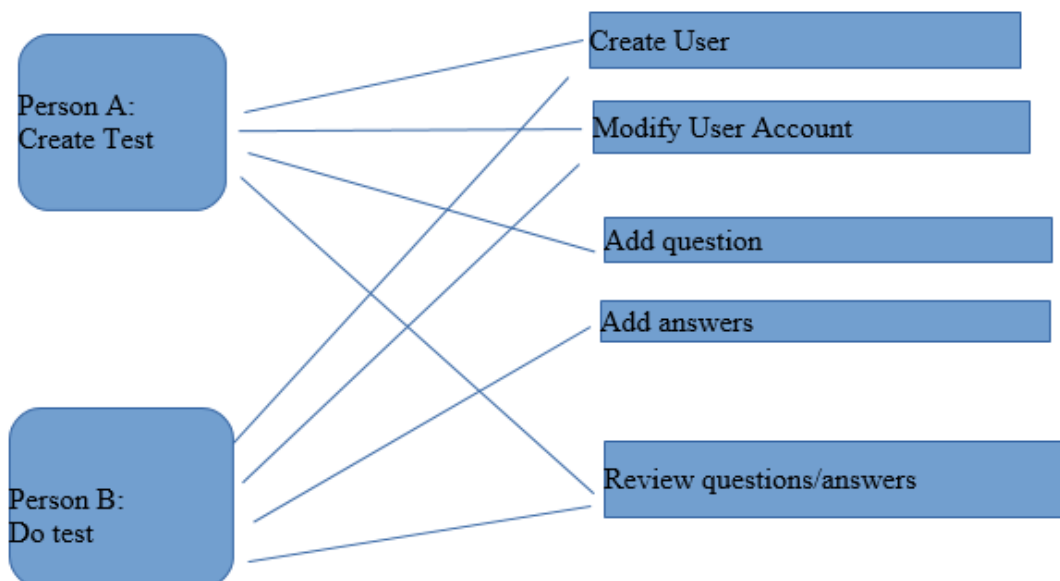 Person A:
Create Test
Create User
Modify User Account
Add question
Add answers
Review questions/answers
Person B:
Do test